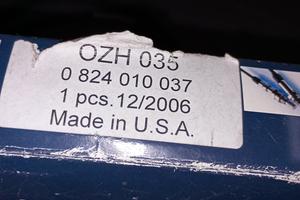 OZH 035
0 824 010 037
1 pcs. 12/2006
Made in U.S.A.